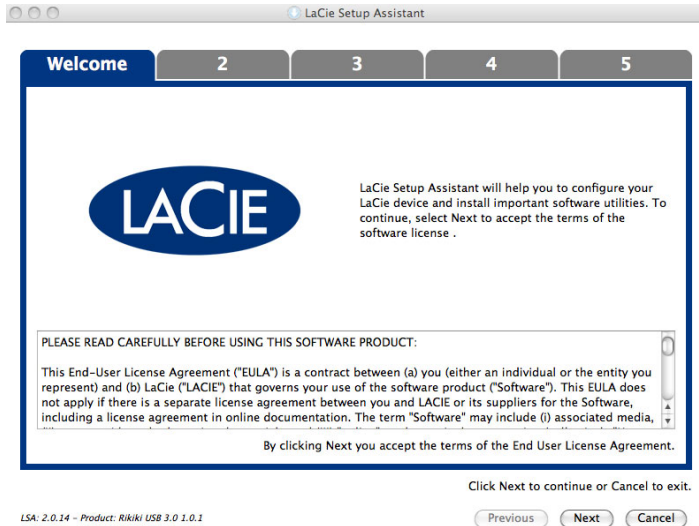 LaCie Setup Assistant
Welcome 2 3 4 5
LACIE
LaCie Setup Assistant will help you to configure your
LaCie device and install important software utilities. To
continue, select Next to accept the terms of the
software license .
PLEASE READ CAREFULLY BEFORE USING THIS SOFTWARE PRODUCT:
This End-User License Agreement ("EULA") is a contract between (a) you (either an individual or the entity you
represent) and (b) LaCie ("LACIE") that governs your use of the software product ("Software"). This EULA does
not apply if there is a separate license agreement between you and LACIE or its suppliers for the Software,
including a license agreement in online documentation. The term "Software" may include (i) associated media,
By clicking Next you accept the terms of the End User License Agreement.
Click Next to continue or Cancel to exit.
LSA: 2.0.14 – Product: Rikiki USB 3.0 1.0.1
Previous Next Cancel